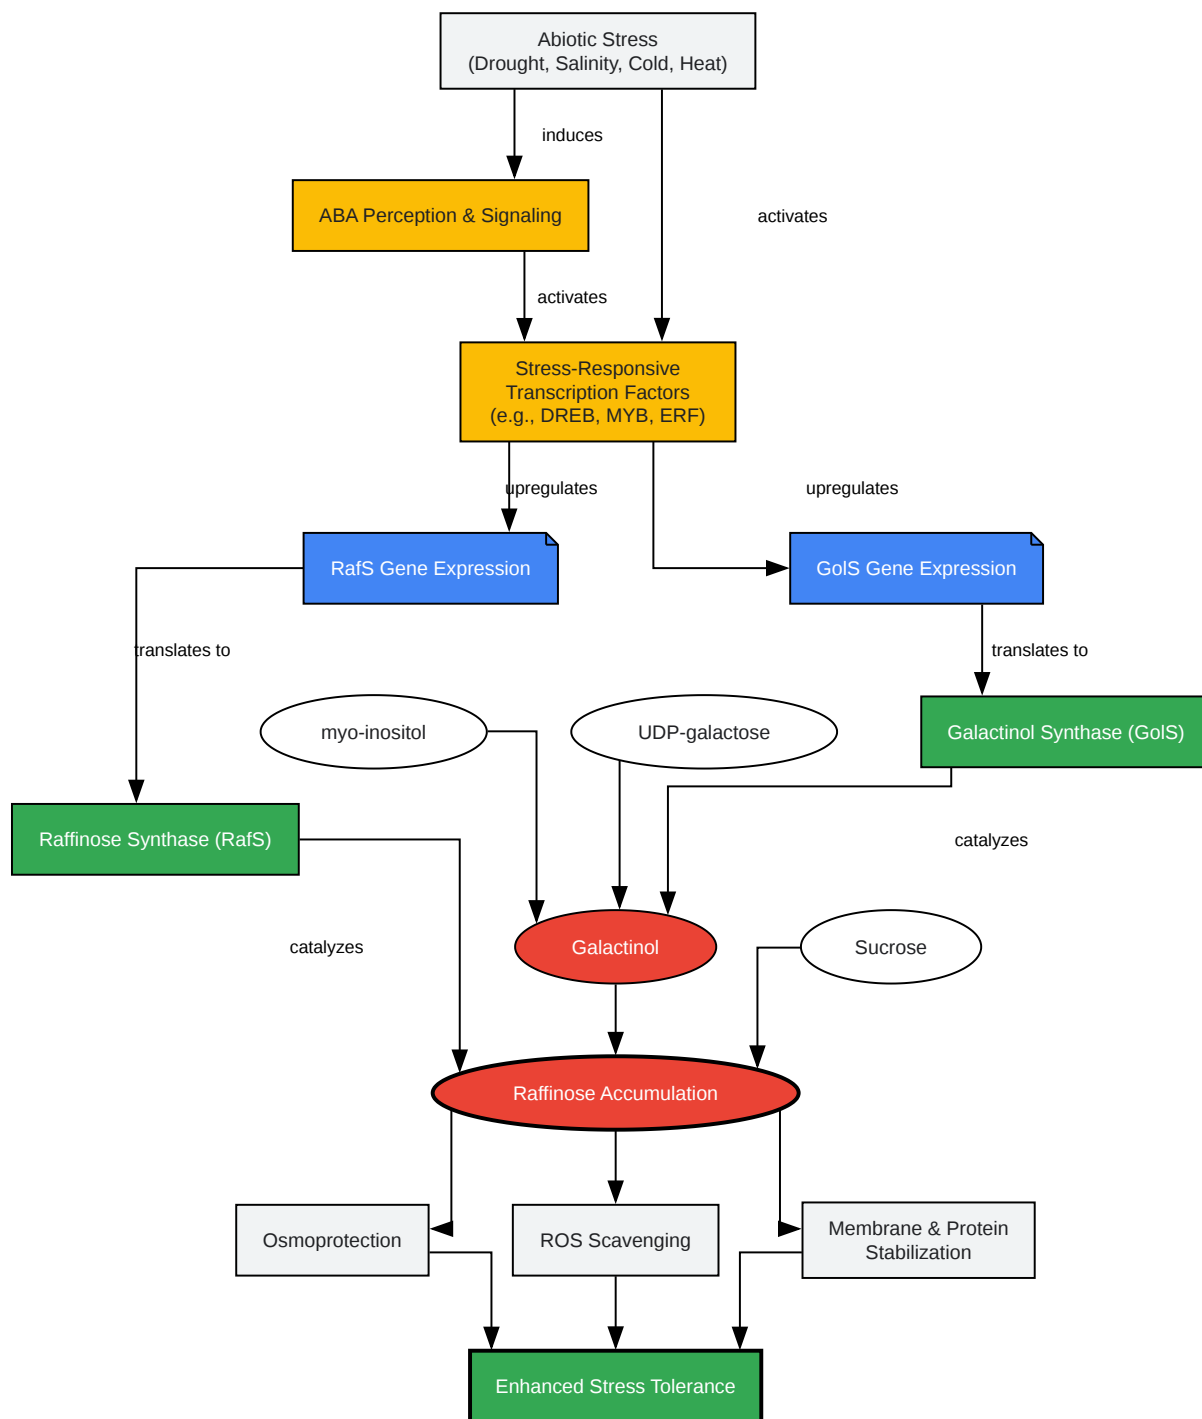 Abiotic Stress
(Drought, Salinity, Cold, Heat)
induces
ABA Perception & Signaling
activates
activates
Stress-Responsive
Transcription Factors
(e.g., DREB, MYB, ERF)
upregulates
upregulates
RafS Gene Expression
GolS Gene Expression
translates to
translates to
myo-inositol
UDP-galactose
Galactinol Synthase (GolS)
Raffinose Synthase (RafS)
catalyzes
catalyzes
Galactinol
Sucrose
Raffinose Accumulation
Osmoprotection
ROS Scavenging
Membrane & Protein
Stabilization
Enhanced Stress Tolerance